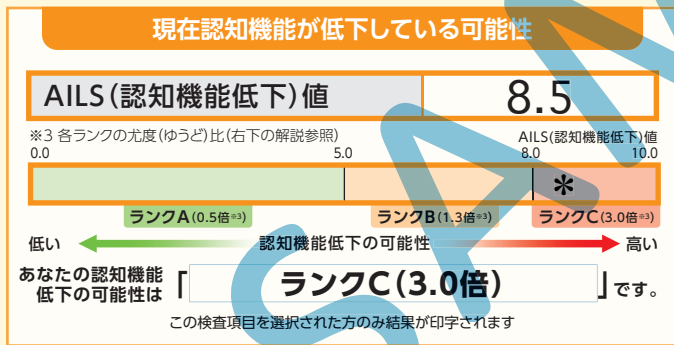 現在認知機能が低下している可能性
AILS(認知機能低下)値 8.5
※3 各ランクの尤度(ゆうど)比(右下の解説参照) AILS(認知機能低下)値
0.0 5.0 8.0 10.0
*
ランクA(0.5倍※3) ランクB(1.3倍※3) ランクC(3.0倍※3)
低い 認知機能低下の可能性 高い
あなたの認知機能
低下の可能性は「ランクC(3.0倍)」です。
この検査項目を選択された方のみ結果が印字されます